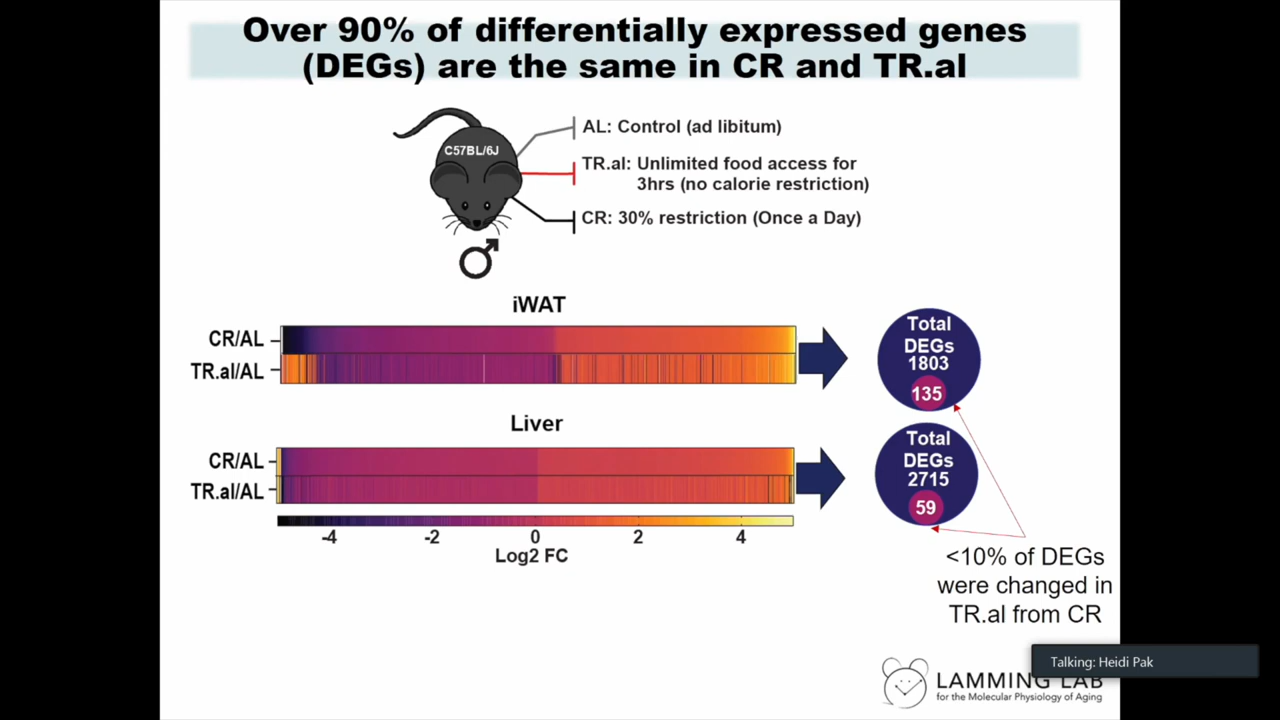 Over 90% of differentially expressed genes
(DEGs) are the same in CR and TR.al
C57BL/6J
AL: Control (ad libitum)
TR.al: Unlimited food access for
3hrs (no calorie restriction)
CR: 30% restriction (Once a Day)
iWAT
CR/AL
TR.al/AL
Total
DEGs
1803
135
Liver
CR/AL
TR.al/AL
Total
DEGs
2715
59
-4 -2 0 2 4
Log2 FC
<10% of DEGs
were changed in
TR.al from CR
Talking: Heidi Pak
LAMMING LAB
for the Molecular Physiology of Aging